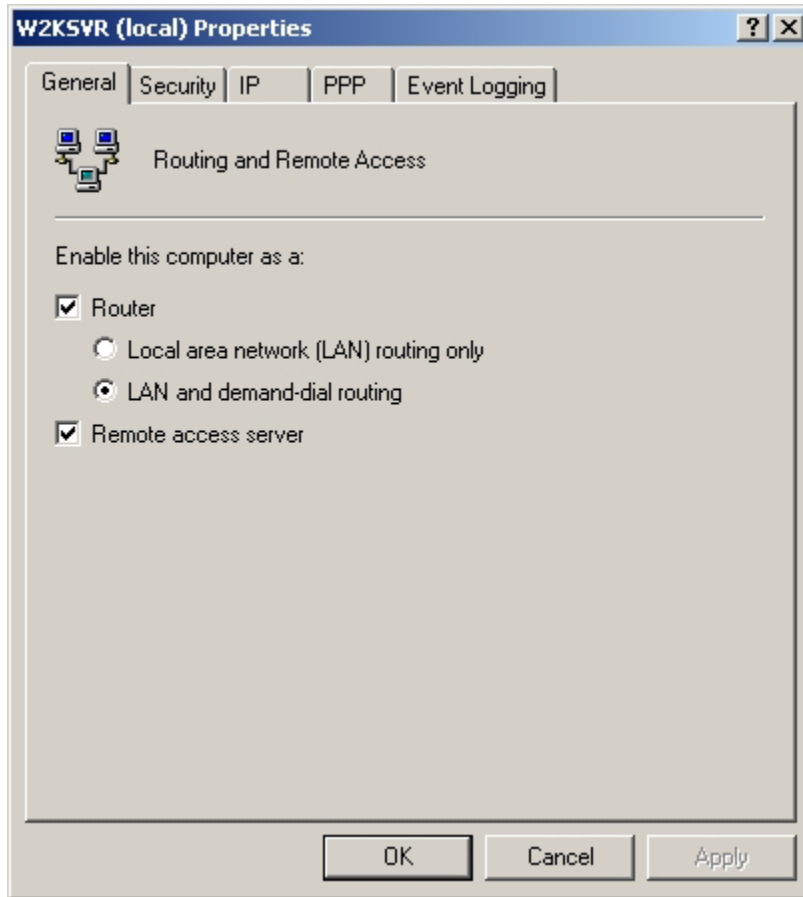 W2KSVR (local) Properties
General Security IP PPP Event Logging
Routing and Remote Access
Enable this computer as a:
Router
Local area network (LAN) routing only
LAN and demand-dial routing
Remote access server
OK Cancel Apply